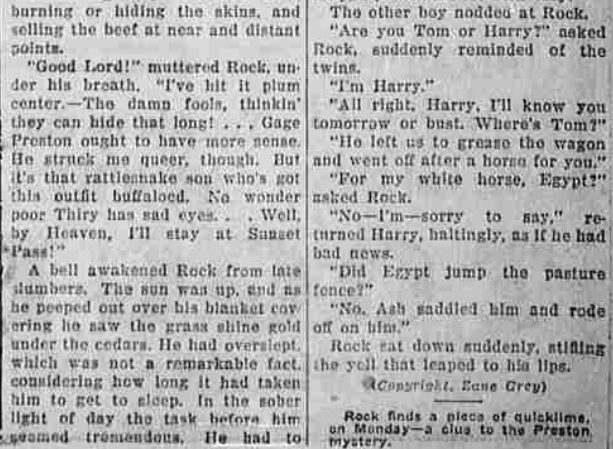 burning or hiding the skins, and
selling the beef at near and distant
points.
"Good Lord!" muttered Rock, un-
der his breath. "I've hit it plum
center.—The damn fools, thinkin'
they can hide that long! . . . Gage
Preston ought to have more sense.
He struck me queer, though. But
it's that rattlesnake son who's got
this outfit buffaloed. No wonder
poor Thiry has sad eyes. . . Well,
by Heaven, I'll stay at Sunset
Pass!"
A bell awakened Rock from late
slumbers. The sun was up, and as
he peeped out over his blanket cov
ering he saw the grass shine gold
under the cedars. He had overslept,
which was not a remarkable fact,
considering how long it had taken
him to get to sleep. In the sober
light of day the task before him
seemed tremendous. He had to
The other boy nodded at Rock.
"Are you Tom or Harry?" asked
Rock, suddenly reminded of the
twins.
"I'm Harry."
"All right, Harry, I'll know you
tomorrow or bust. Where's Tom?"
"He left us to grease the wagon
and went off after a horse for you."
"For my white horse, Egypt?"
asked Rock.
"No—I'm—sorry to say," re-
turned Harry, haltingly, as if he had
bad news.
"Did Egypt jump the pasture
fence?"
"No. Ash saddled him and rode
off on him."
Rock sat down suddenly, stifling
the yell that leaped to his lips.
(Copyright, Zane Grey)
Rock finds a piece of quicklime,
on Monday—a clue to the Preston
mystery.